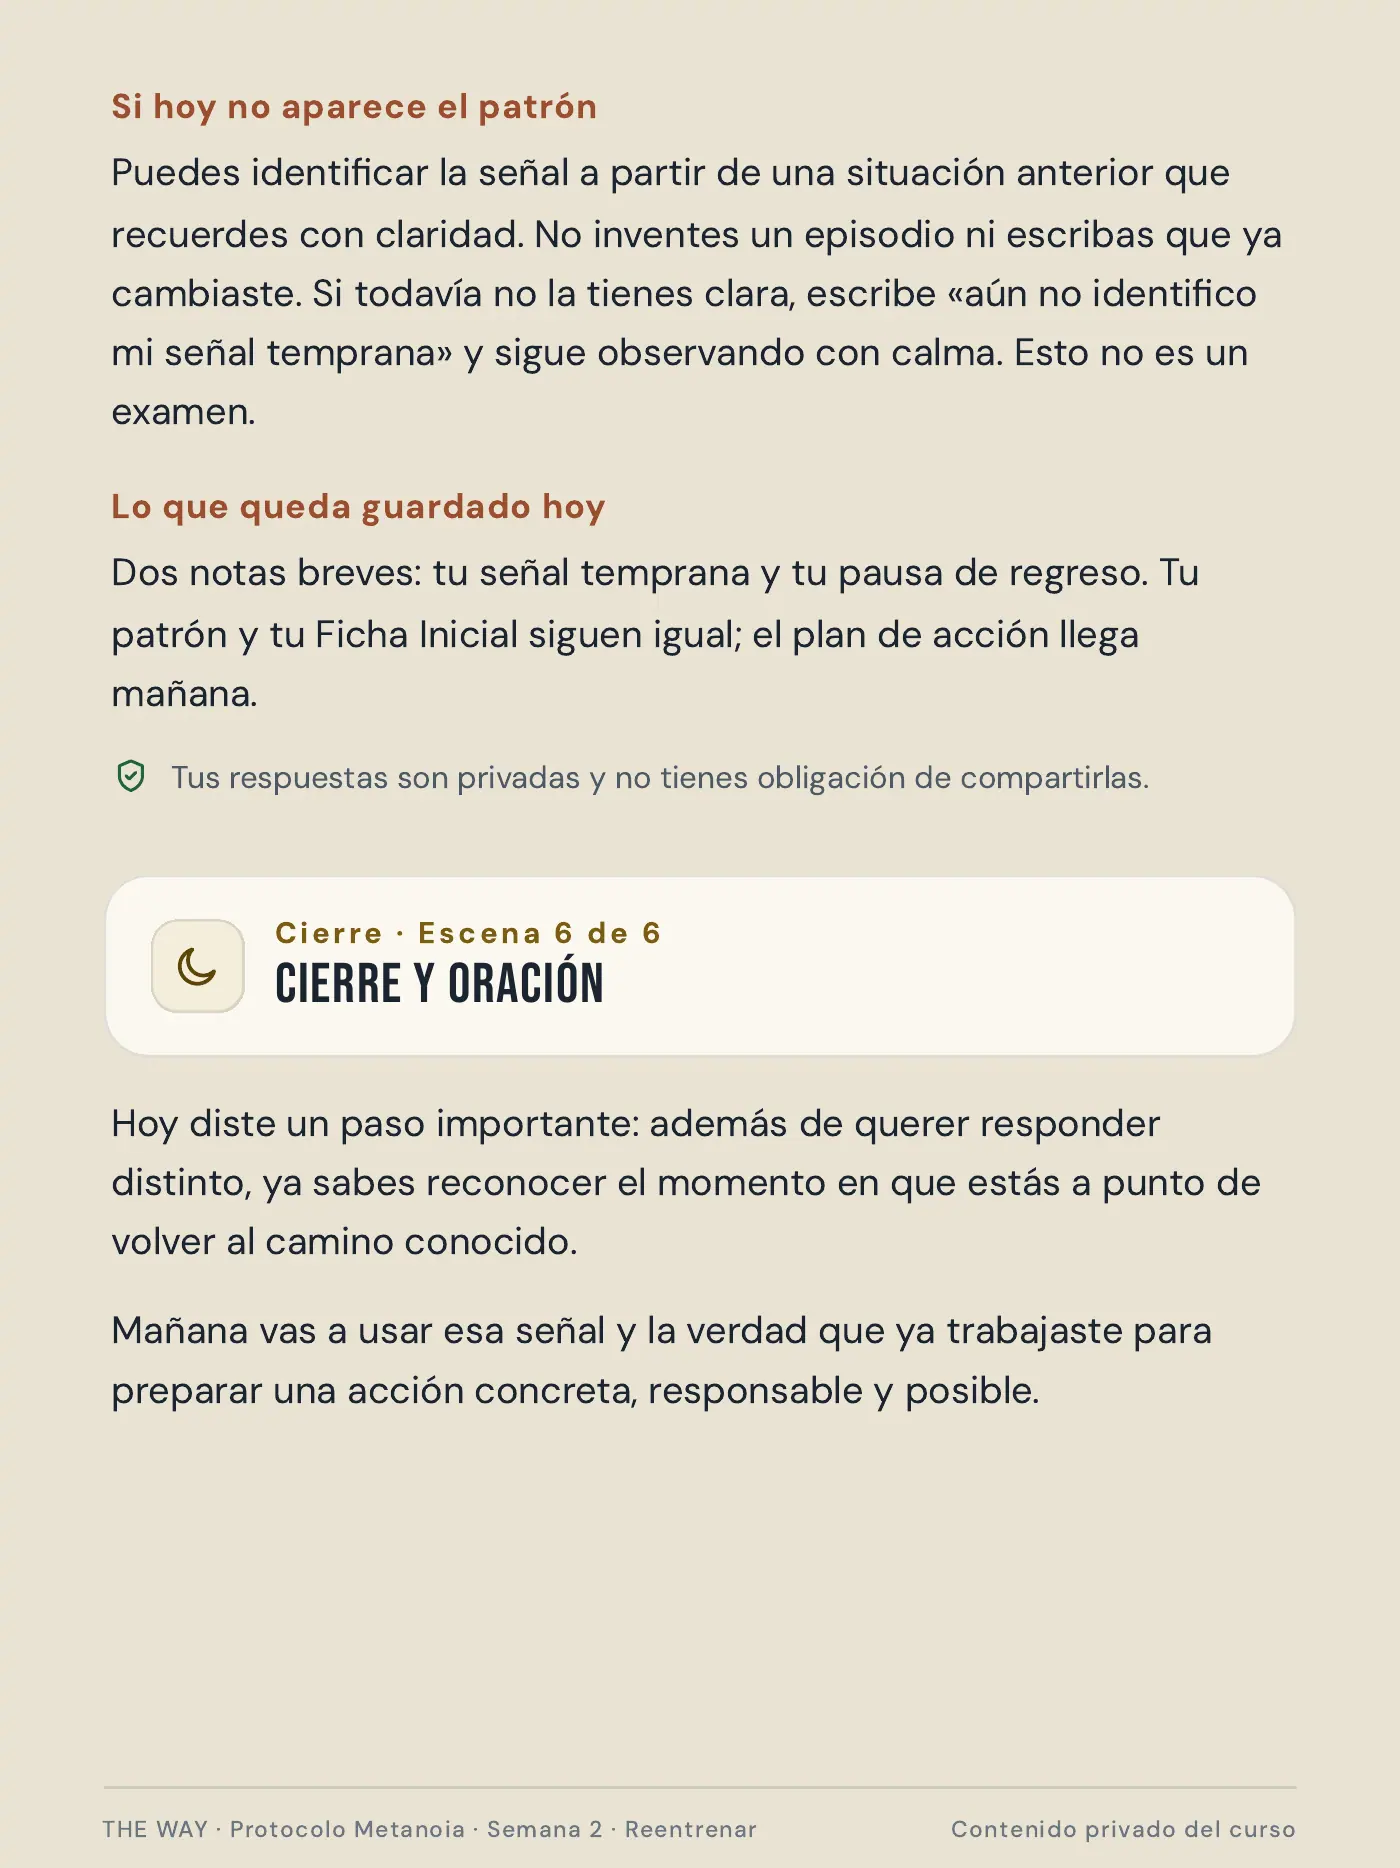 Si hoy no aparece el patrón
Puedes identificar la señal a partir de una situación anterior que
recuerdes con claridad. No inventes un episodio ni escribas que ya
cambiaste. Si todavía no la tienes clara, escribe «aún no identifico
mi señal temprana» y sigue observando con calma. Esto no es un
examen.
Lo que queda guardado hoy
Dos notas breves: tu señal temprana y tu pausa de regreso. Tu
patrón y tu Ficha Inicial siguen igual; el plan de acción llega
mañana.
Tus respuestas son privadas y no tienes obligación de compartirlas.
Cierre · Escena 6 de 6
CIERRE Y ORACIÓN
Hoy diste un paso importante: además de querer responder
distinto, ya sabes reconocer el momento en que estás a punto de
volver al camino conocido.
Mañana vas a usar esa señal y la verdad que ya trabajaste para
preparar una acción concreta, responsable y posible.
THE WAY · Protocolo Metanoia · Semana 2 · Reentrenar
Contenido privado del curso